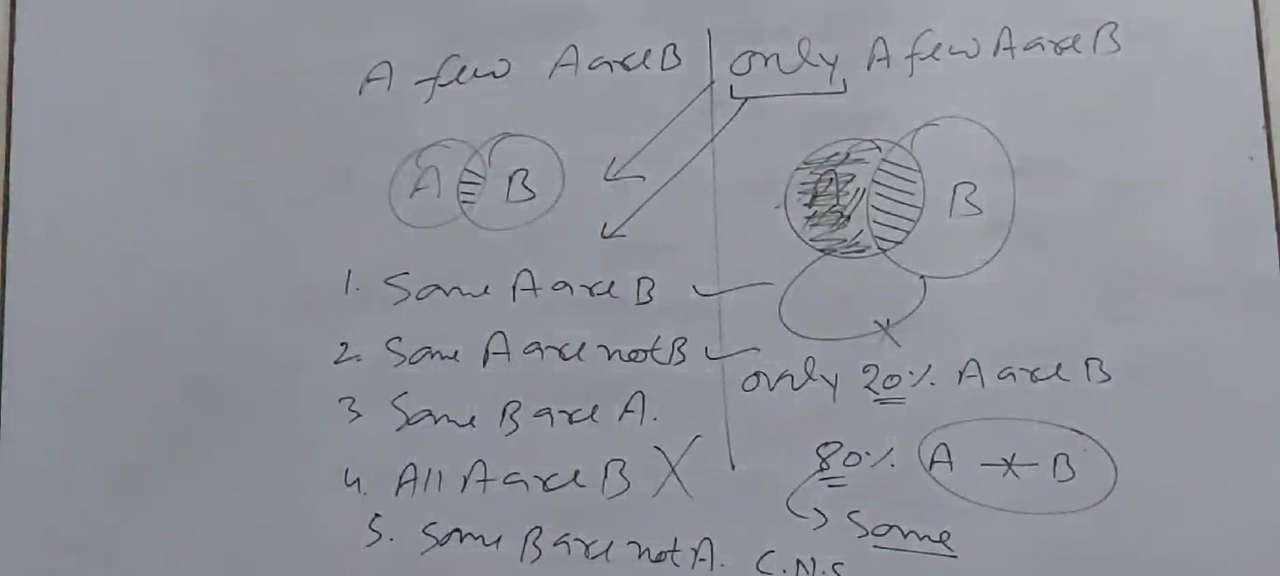 A few A are B
only A few A are B
A B
A B
1. Some A are B
2. Some A are not B
only 20% A are B
3 Some B are A.
80% A B
4. All A are B X
Some
5. Some B are not A. C.N.S